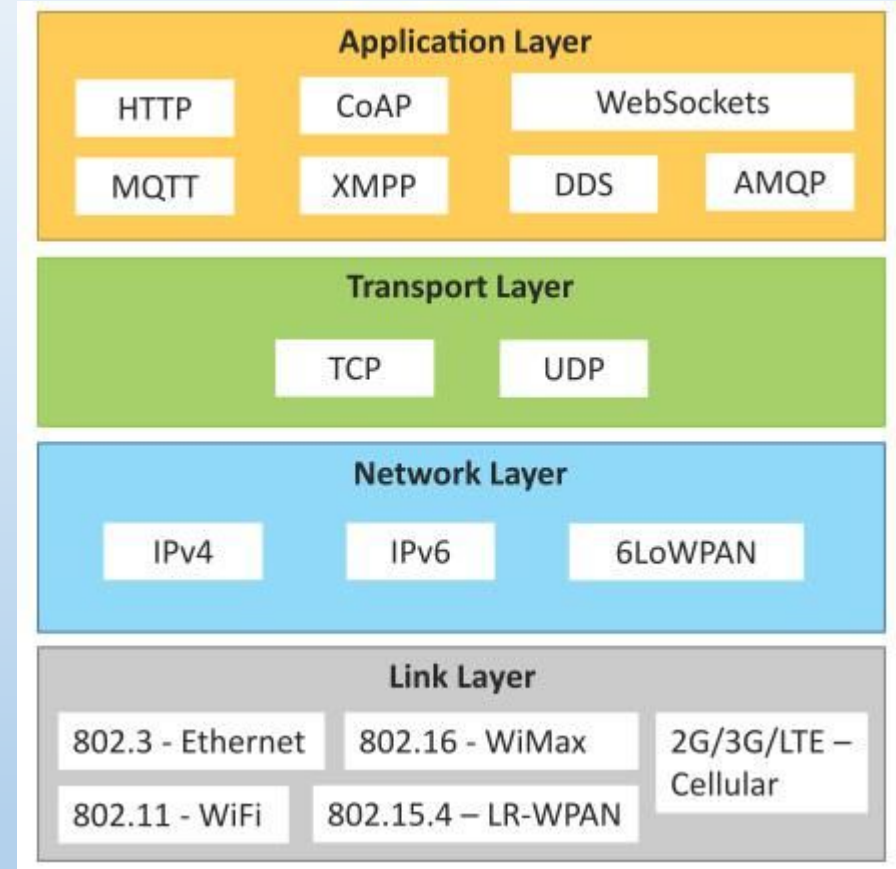 Application Layer
HTTP
CoAP
WebSockets
MQTT
XMPP
DDS
AMQP
Transport Layer
TCP
UDP
Network Layer
IPv4
IPv6
6LoWPAN
Link Layer
802.3 - Ethernet
802.16 - WiMax
2G/3G/LTE –
Cellular
802.11 - WiFi
802.15.4 – LR-WPAN